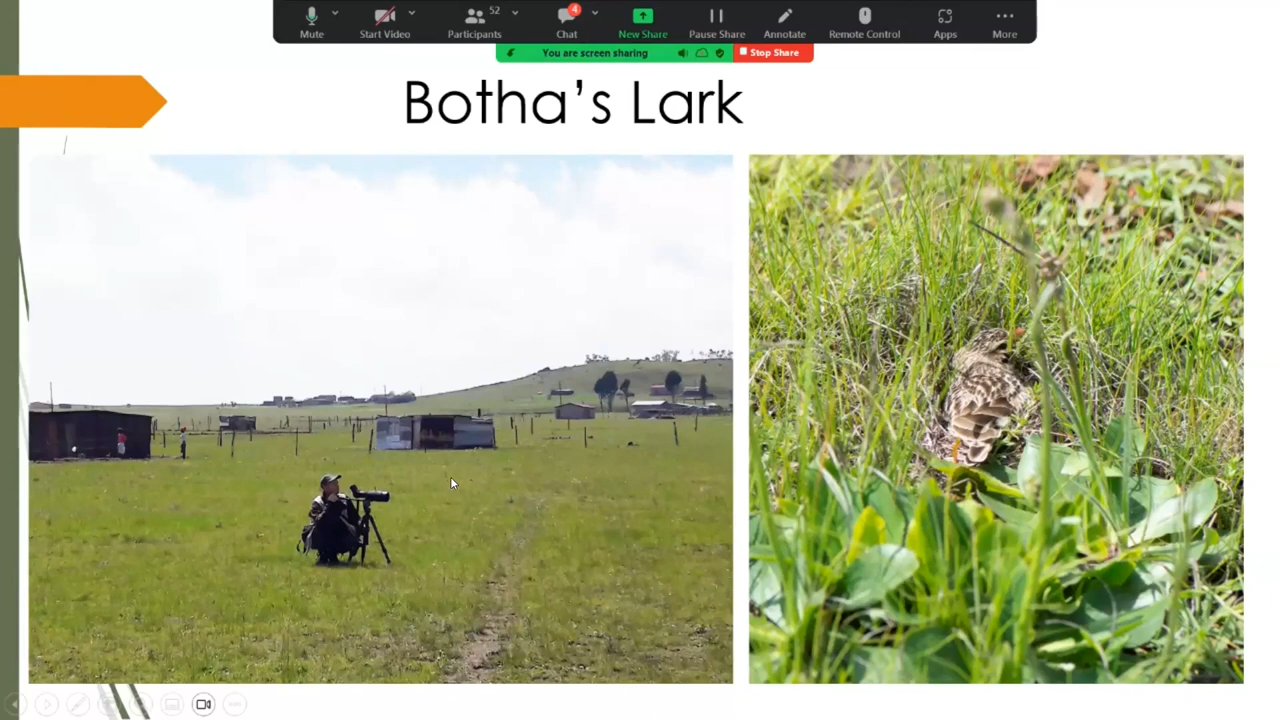 52
4
Mute
Start Video
Participants
Chat
New Share
Pause Share
Annotate
Remote Control
Apps
More
You are screen sharing
Stop Share
Botha's Lark